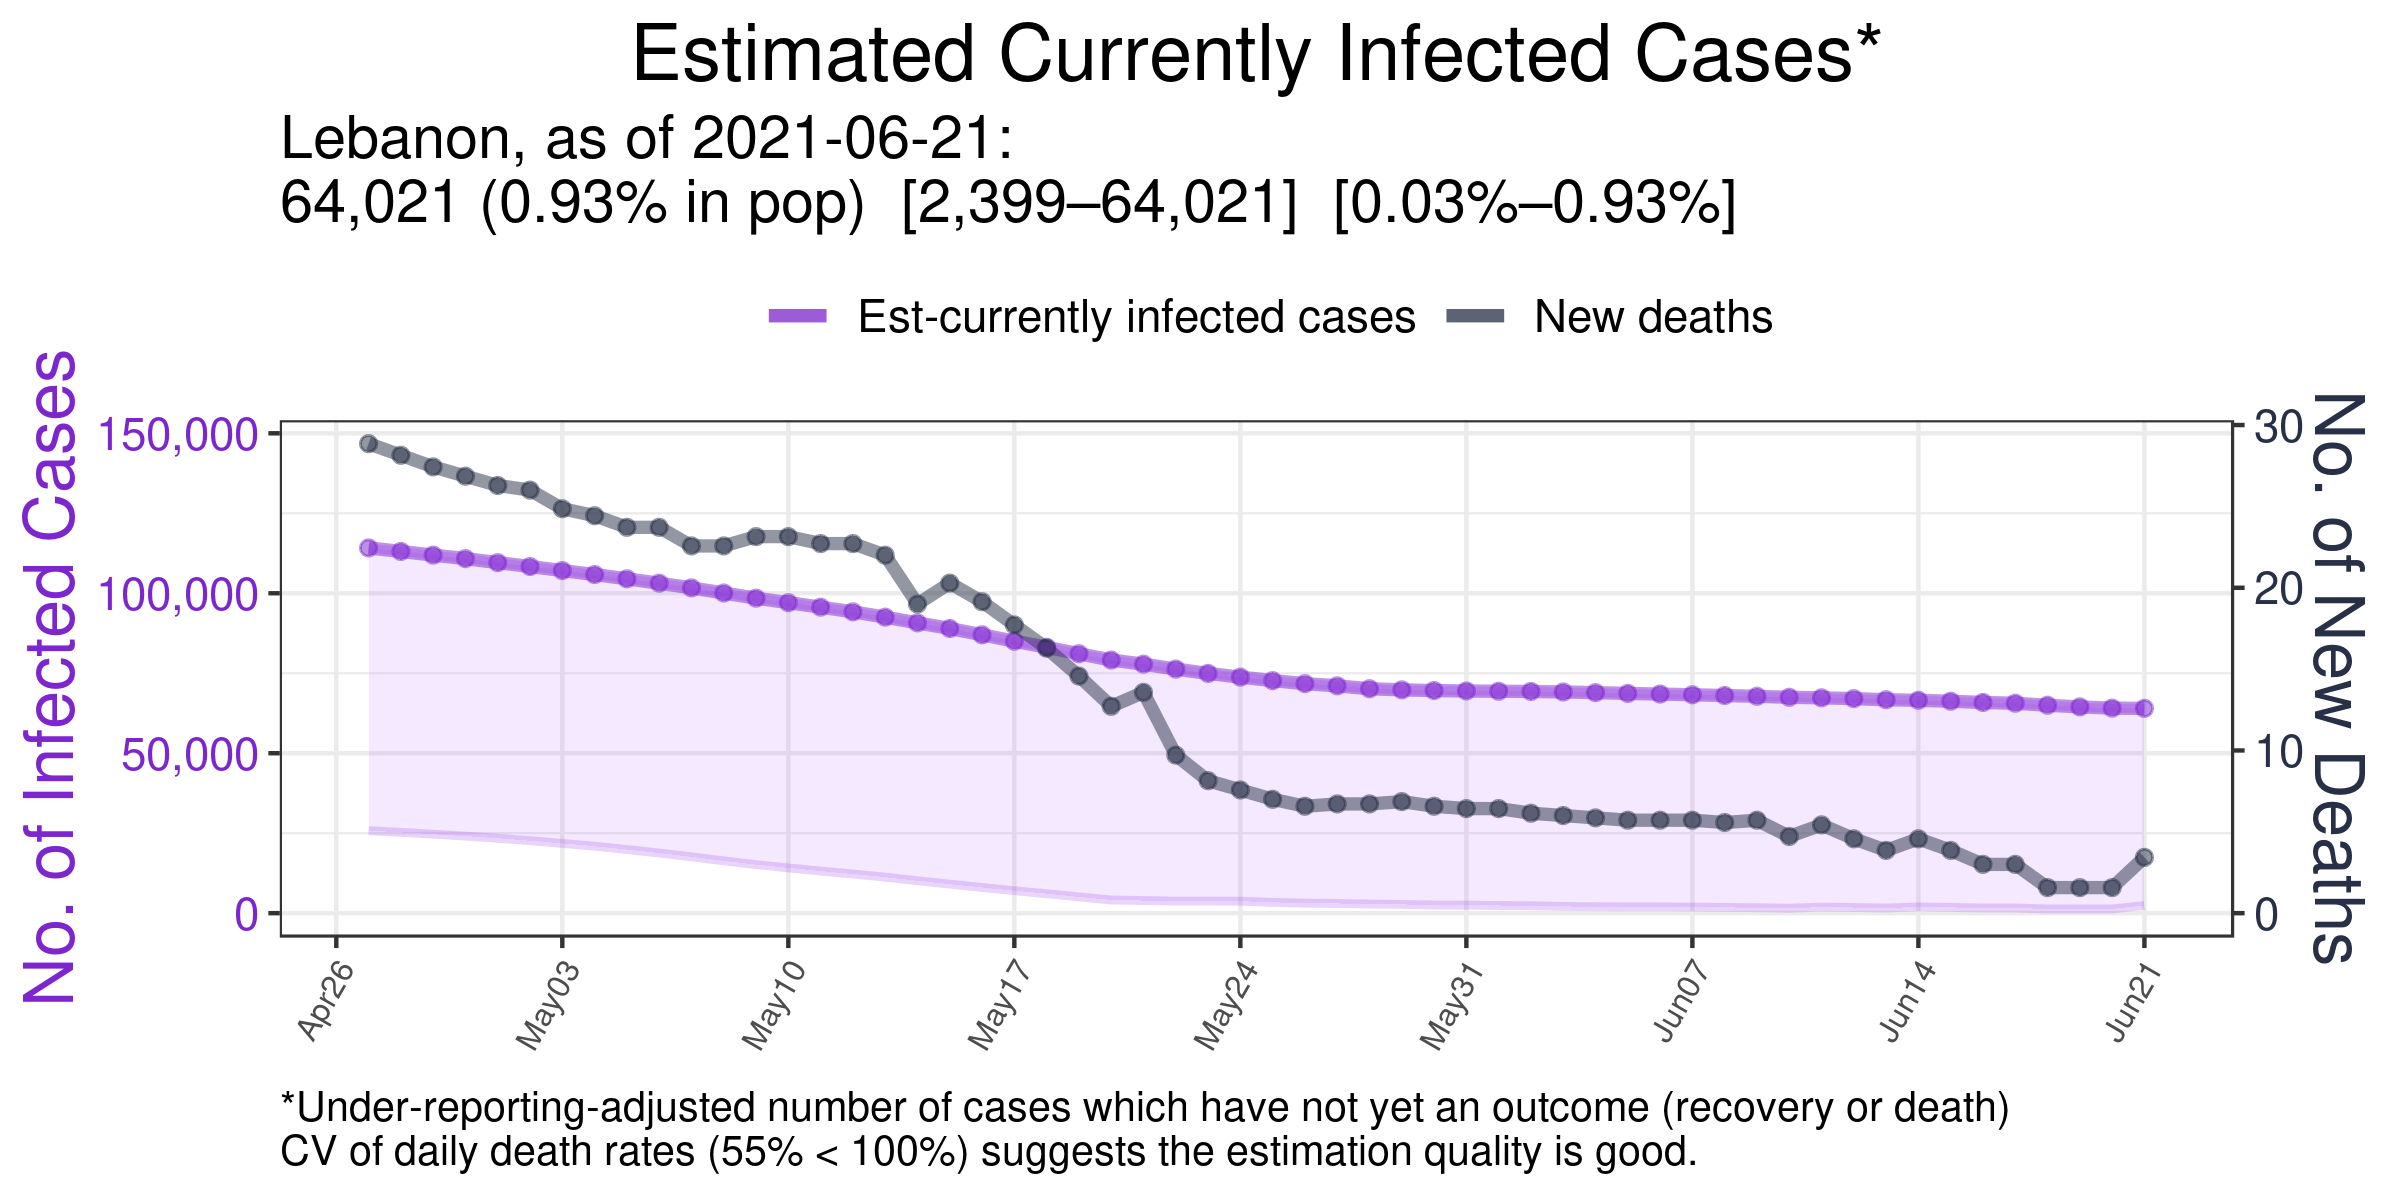 Estimated Currently Infected Cases*
Lebanon, as of 2021-06-21:
64,021 (0.93% in pop)  [2,399–64,021]  [0.03%–0.93%]
Est-currently infected cases
New deaths
No. of Infected Cases
150,000
100,000
50,000
0
30
20
10
0
No. of New Deaths
Apr26
May03
May10
May17
May24
May31
Jun07
Jun14
Jun21
*Under-reporting-adjusted number of cases which have not yet an outcome (recovery or death)
CV of daily death rates (55% < 100%) suggests the estimation quality is good.